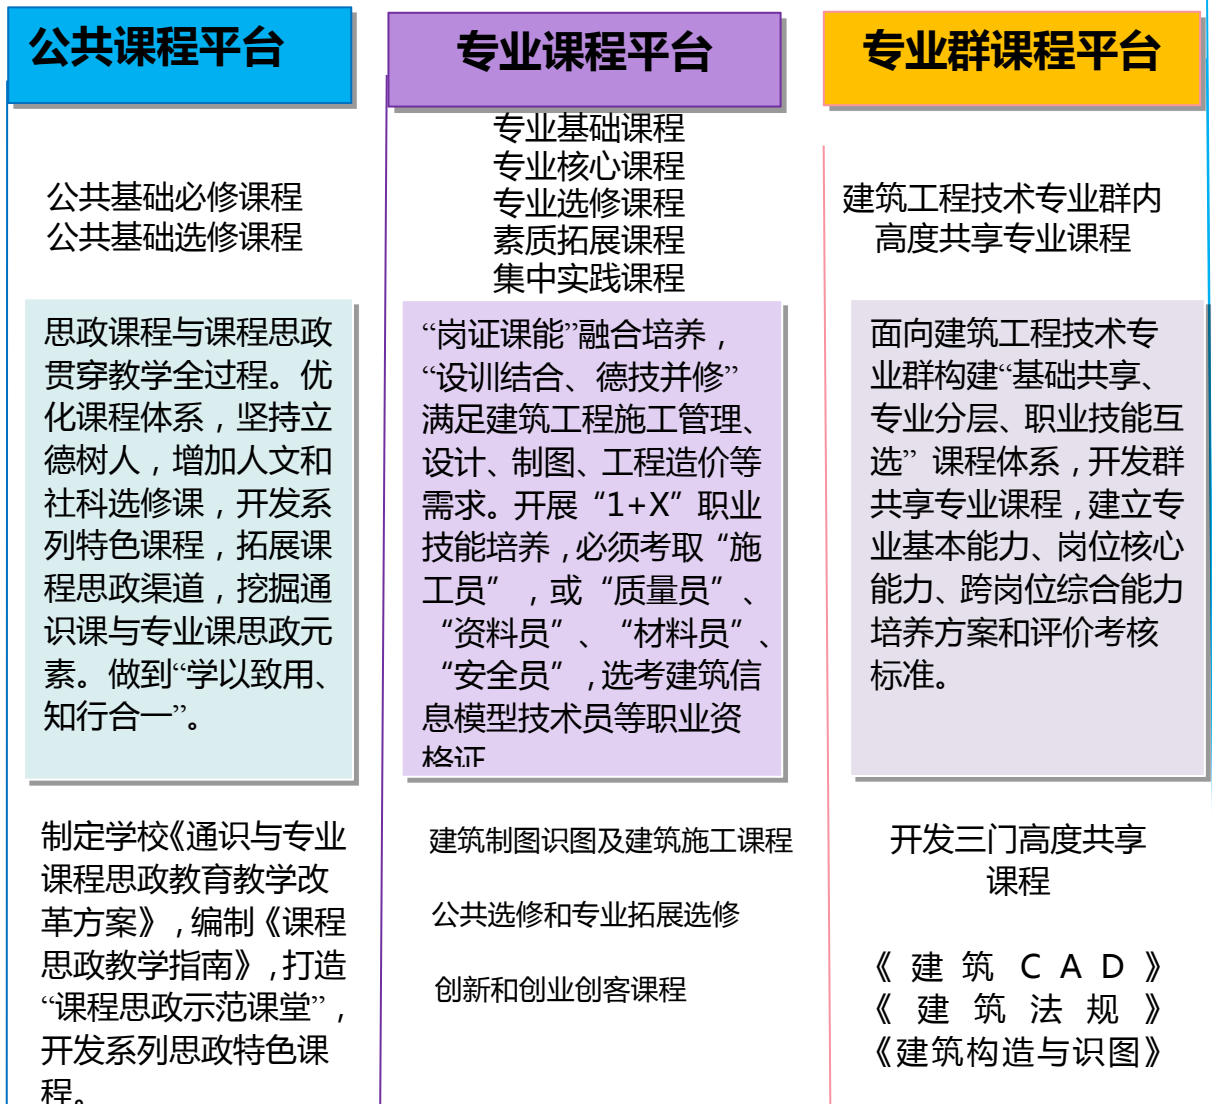 公共课程平台
公共基础必修课程
公共基础选修课程
思政课程与课程思政
贯穿教学全过程。优
化课程体系，坚持立
德树人，增加人文和
社科选修课，开发系
列特色课程，拓展课
程思政渠道，挖掘通
识课与专业课思政元
素。做到“学以致用、
知行合一”。
制定学校《通识与专业
课程思政教育教学改
革方案》，编制《课程
思政教学指南》，打造
“课程思政示范课堂”，
开发系列思政特色课
程。
专业课程平台
专业基础课程
专业核心课程
专业选修课程
素质拓展课程
集中实践课程
“岗证课能”融合培养，
“设训结合、德技并修”
满足建筑工程施工管理、
设计、制图、工程造价等
需求。开展“1+X”职业
技能培养，必须考取“施
工员”，或“质量员”、
“资料员”、“材料员”、
“安全员”，选考建筑信
息模型技术员等职业资
格证
建筑制图识图及建筑施工课程
公共选修和专业拓展选修
创新和创业创客课程
专业群课程平台
建筑工程技术专业群内
高度共享专业课程
面向建筑工程技术专
业群构建“基础共享、
专业分层、职业技能互
选” 课程体系，开发群
共享专业课程，建立专
业基本能力、岗位核心
能力、跨岗位综合能力
培养方案和评价考核
标准。
开发三门高度共享
课程
《建筑CAD》
《建筑法规》
《建筑构造与识图》